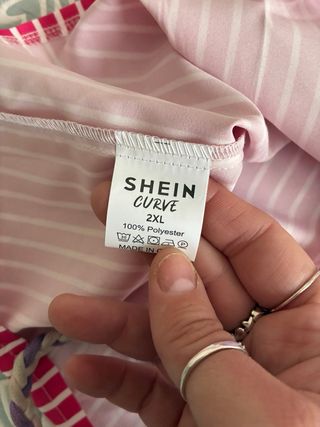 SHEIN
CURVE
2XL
100% Polyester
MADE IN